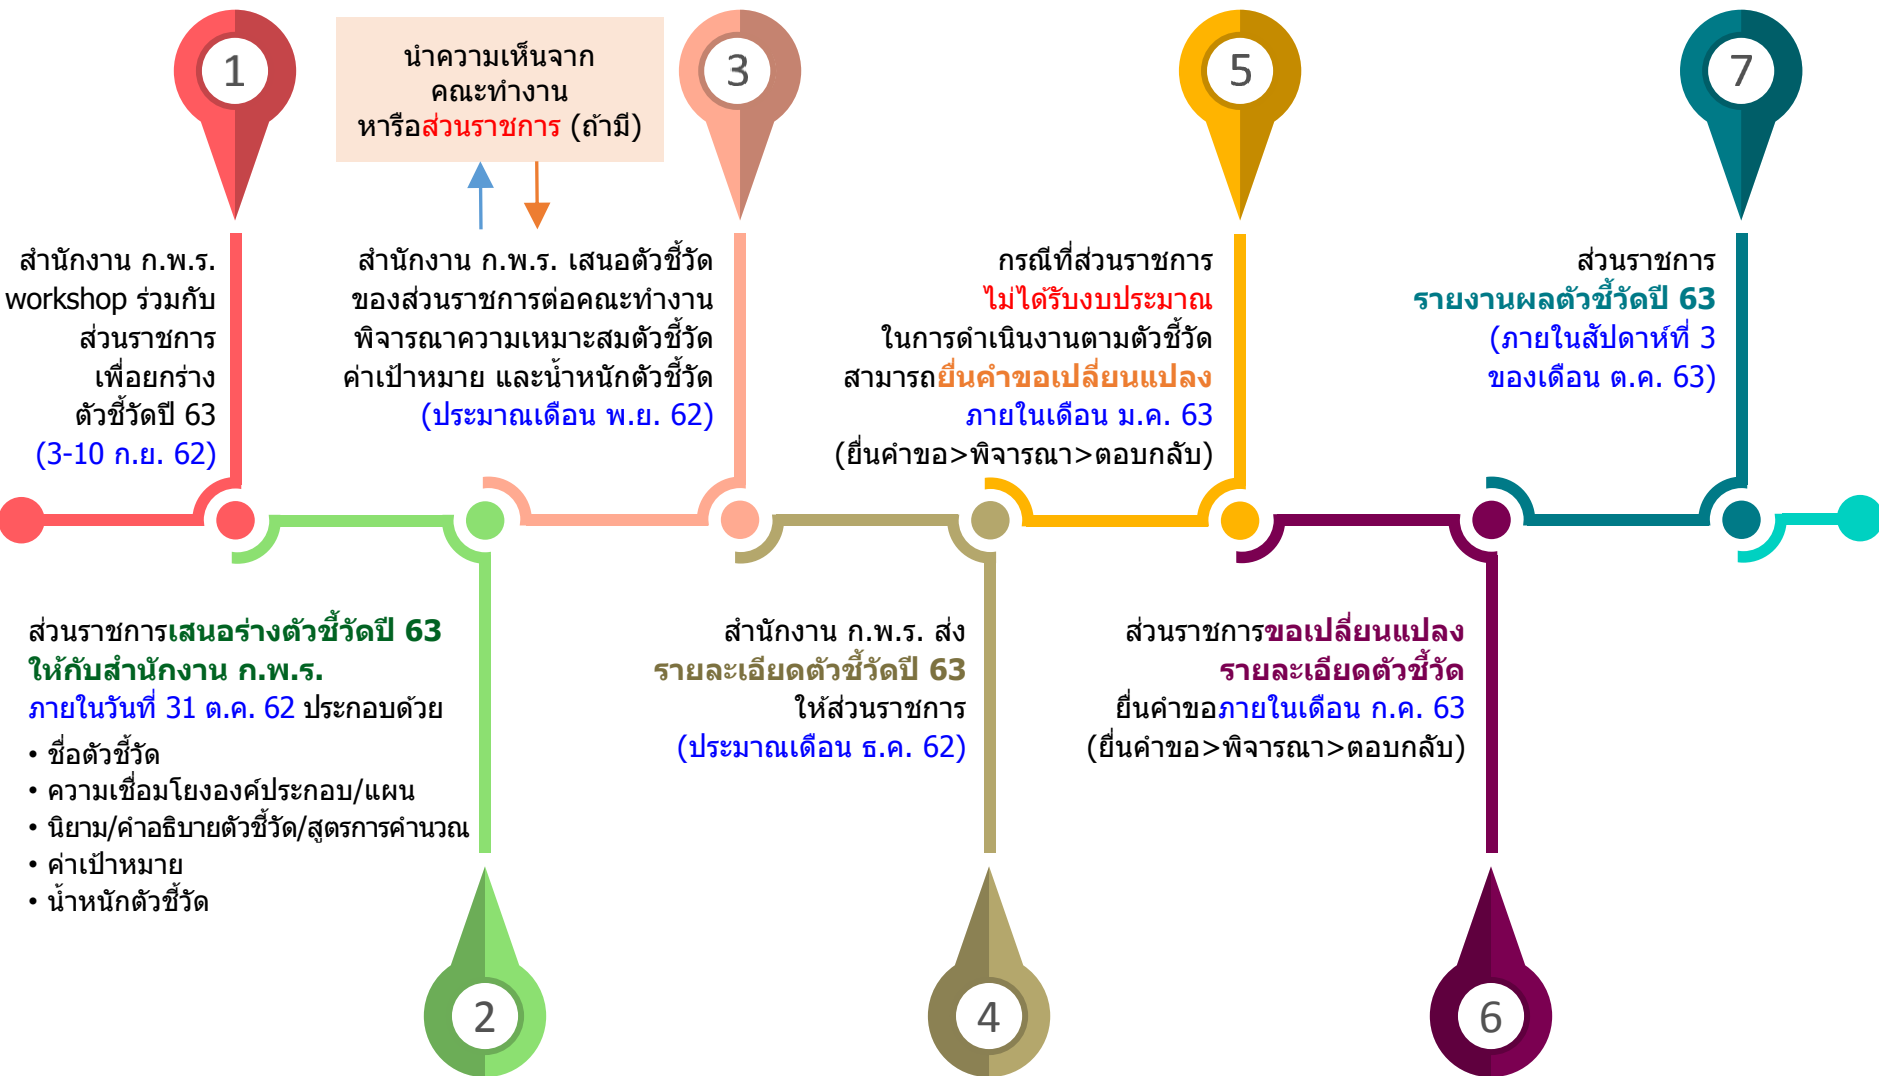 1
สำนักงาน ก.พ.ร.
workshop ร่วมกับ
ส่วนราชการ
เพื่อยกร่าง
ตัวชี้วัดปี 63
(3-10 ก.ย. 62)
2
ส่วนราชการเสนอร่างตัวชี้วัดปี 63
ให้กับสำนักงาน ก.พ.ร.
ภายในวันที่ 31 ต.ค. 62 ประกอบด้วย
• ชื่อตัวชี้วัด
• ความเชื่อมโยงองค์ประกอบ/แผน
• นิยาม/คำอธิบายตัวชี้วัด/สูตรการคำนวณ
• ค่าเป้าหมาย
• น้ำหนักตัวชี้วัด
นำความเห็นจาก
คณะทำงาน
หารือส่วนราชการ (ถ้ามี)
3
สำนักงาน ก.พ.ร. เสนอตัวชี้วัด
ของส่วนราชการต่อคณะทำงาน
พิจารณาความเหมาะสมตัวชี้วัด
ค่าเป้าหมาย และน้ำหนักตัวชี้วัด
(ประมาณเดือน พ.ย. 62)
4
สำนักงาน ก.พ.ร. ส่ง
รายละเอียดตัวชี้วัดปี 63
ให้ส่วนราชการ
(ประมาณเดือน ธ.ค. 62)
5
กรณีที่ส่วนราชการ
ไม่ได้รับงบประมาณ
ในการดำเนินงานตามตัวชี้วัด
สามารถยื่นคำขอเปลี่ยนแปลง
ภายในเดือน ม.ค. 63
(ยื่นคำขอ>พิจารณา>ตอบกลับ)
6
ส่วนราชการขอเปลี่ยนแปลง
รายละเอียดตัวชี้วัด
ยื่นคำขอภายในเดือน ก.ค. 63
(ยื่นคำขอ>พิจารณา>ตอบกลับ)
7
ส่วนราชการ
รายงานผลตัวชี้วัดปี 63
(ภายในสัปดาห์ที่ 3
ของเดือน ต.ค. 63)